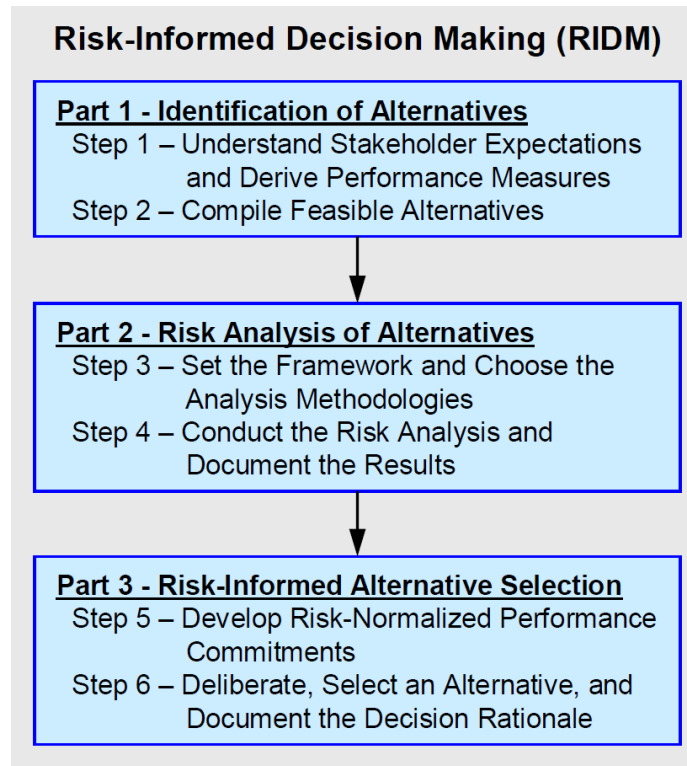 Risk-Informed Decision Making (RIDM)
Part 1 - Identification of Alternatives
Step 1 – Understand Stakeholder Expectations
and Derive Performance Measures
Step 2 – Compile Feasible Alternatives
Part 2 - Risk Analysis of Alternatives
Step 3 – Set the Framework and Choose the
Analysis Methodologies
Step 4 – Conduct the Risk Analysis and
Document the Results
Part 3 - Risk-Informed Alternative Selection
Step 5 – Develop Risk-Normalized Performance
Commitments
Step 6 – Deliberate, Select an Alternative, and
Document the Decision Rationale